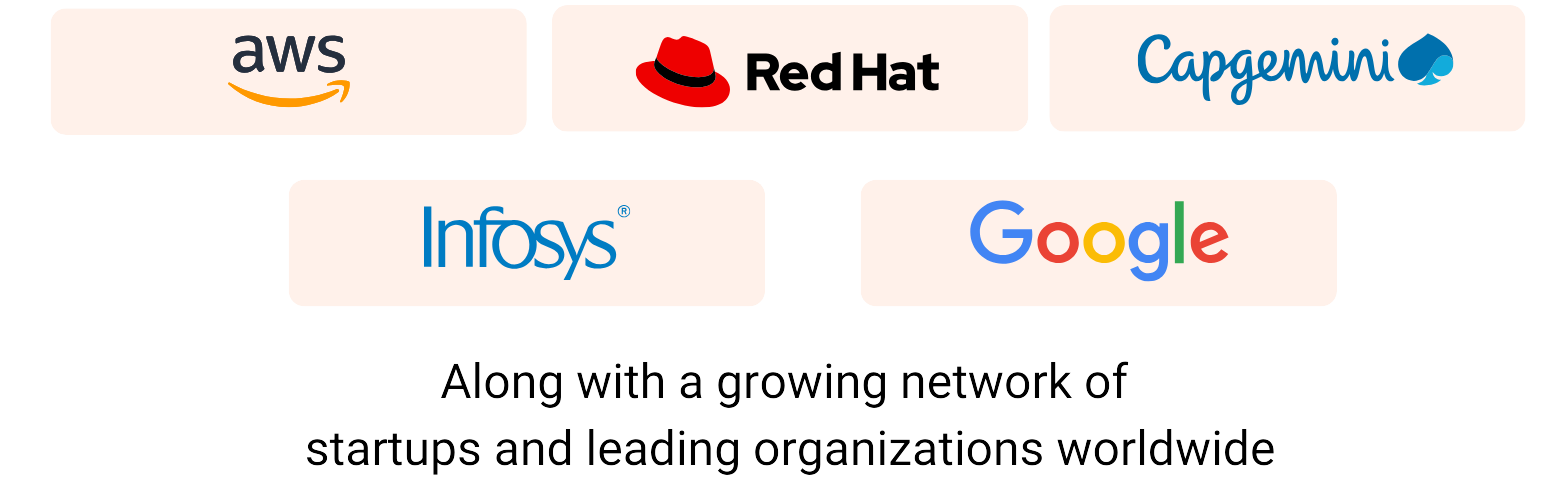 aws
Red Hat
Capgemini
Infosys®
Google
Along with a growing network of
startups and leading organizations worldwide